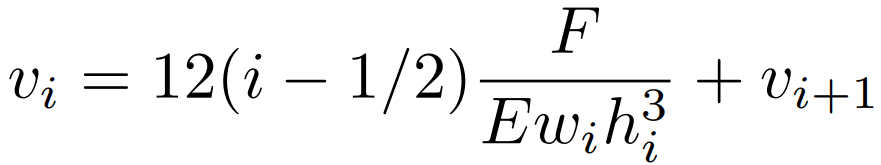 v_i = 12(i − 1/2) \frac{F}{E w_i h_i^3} + v_{i+1}